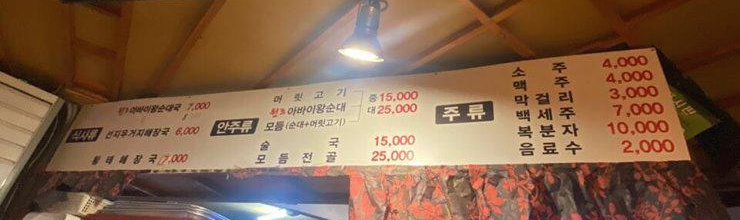 식사류
원조아바이왕순대국 7,000
선지우거지해장국 6,000
황태해장국 7,000
안주류
머릿고기
원조아바이왕순대
모듬(순대+머릿고기)
중 15,000
대 25,000
술국 15,000
모듬전골 25,000
주류
소주 4,000
맥주 4,000
막걸리 3,000
백세주 7,000
복분자 10,000
음료수 2,000